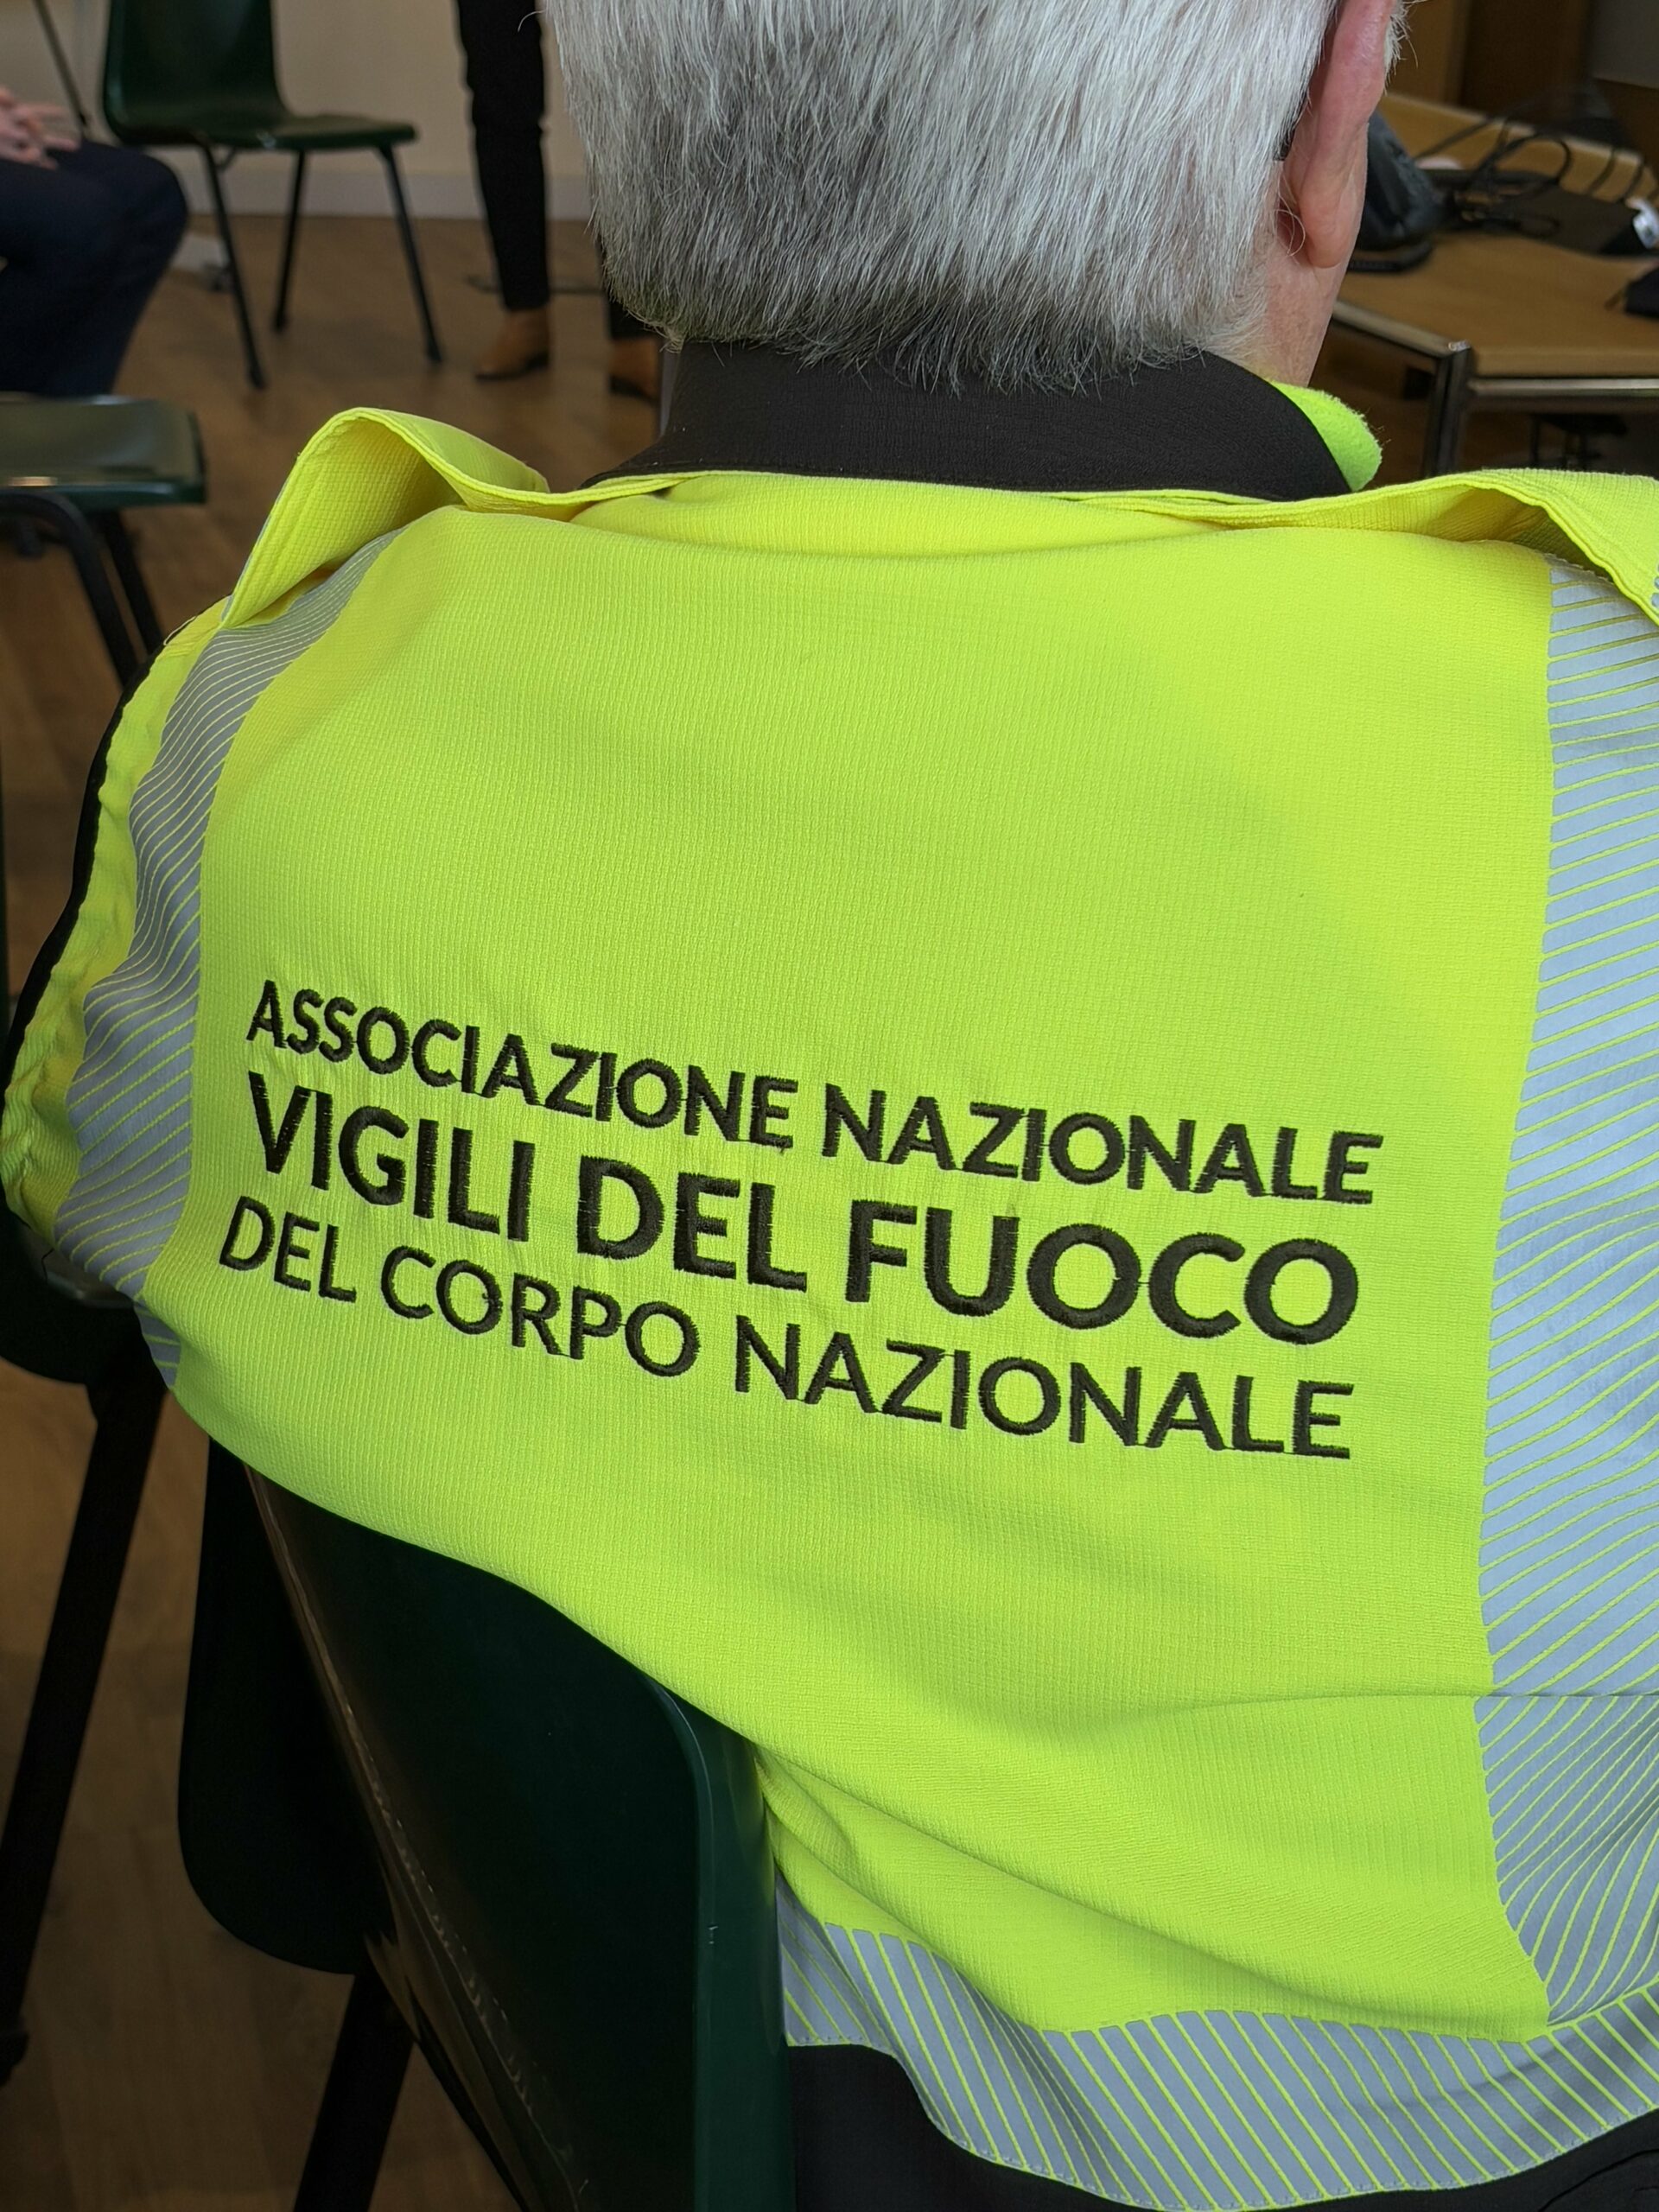 ASSOCIAZIONE NAZIONALE
VIGILI DEL FUOCO
DEL CORPO NAZIONALE